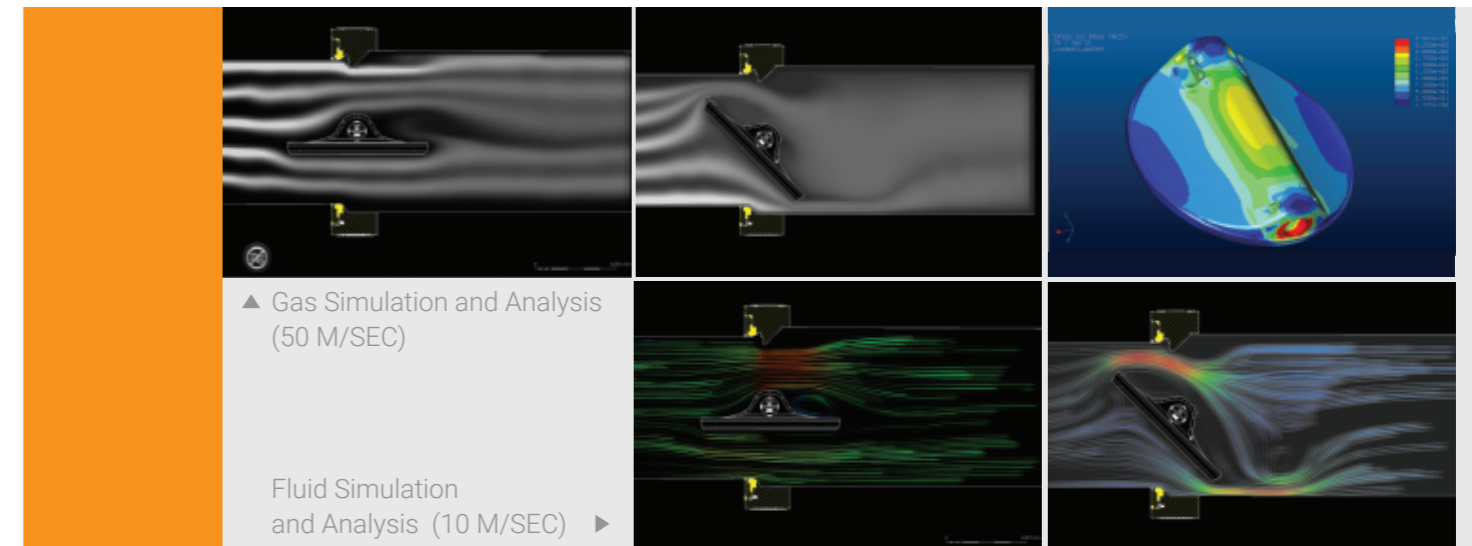 ▲ Gas Simulation and Analysis
(50 M/SEC)
Fluid Simulation
and Analysis (10 M/SEC) ▶